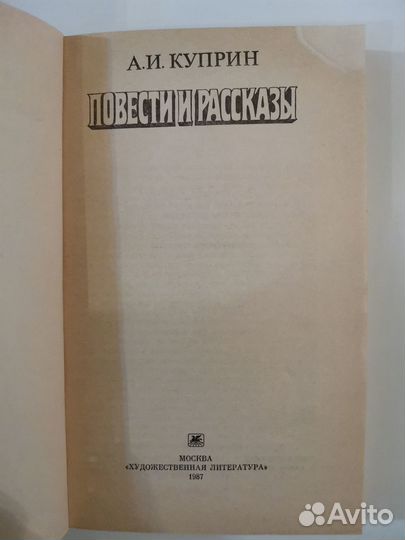 А.И. КУПРИН
ПОВЕСТИ И РАССКАЗЫ
МОСКВА
«ХУДОЖЕСТВЕННАЯ ЛИТЕРАТУРА»
1987
Avito